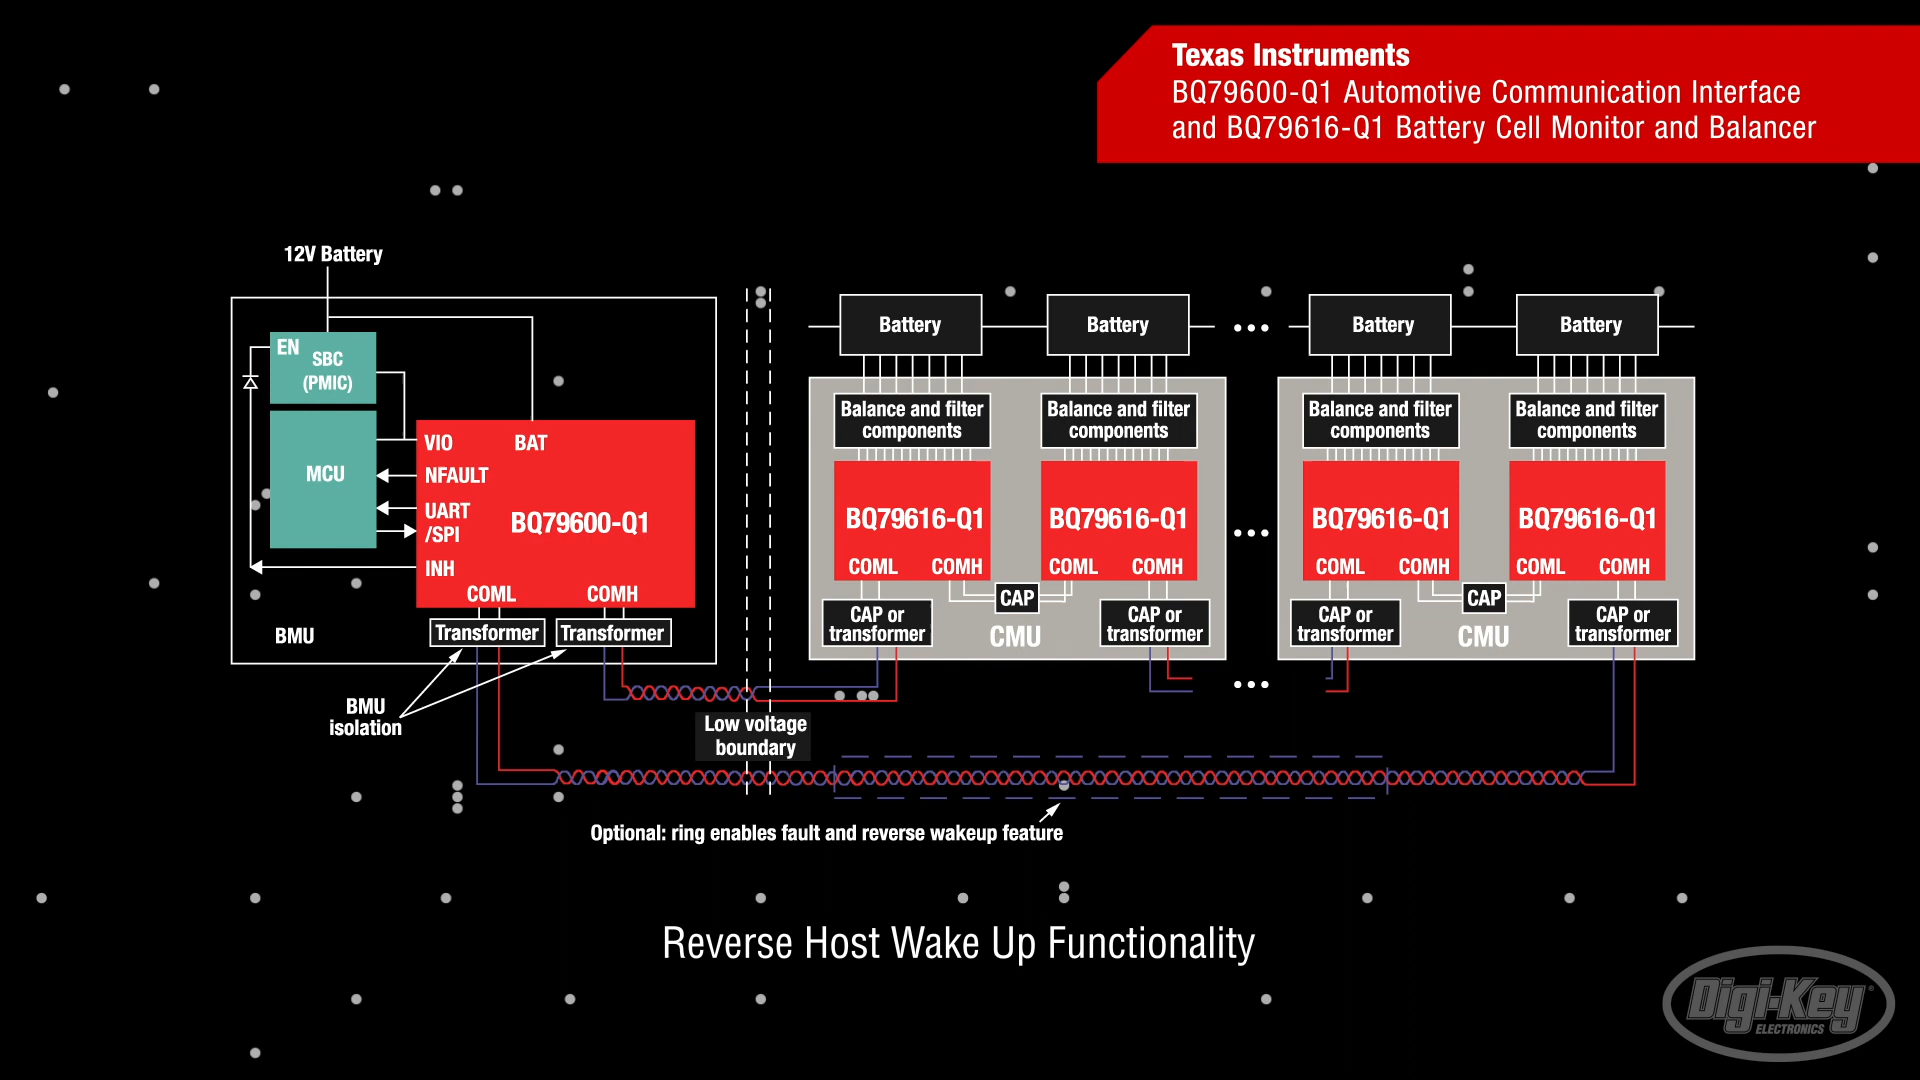 Texas Instruments
BQ79600-Q1 Automotive Communication Interface
and BQ79616-Q1 Battery Cell Monitor and Balancer
12V Battery
EN
SBC
(PMIC)
MCU
VIO
BAT
NFAULT
UART
/SPI
BQ79600-Q1
INH
COML
COMH
Transformer
Transformer
BMU
BMU
isolation
Low voltage
boundary
Battery
Battery
Battery
Battery
Balance and filter
components
Balance and filter
components
Balance and filter
components
Balance and filter
components
BQ79616-Q1
BQ79616-Q1
BQ79616-Q1
BQ79616-Q1
COML
COMH
COML
COMH
COML
COMH
COML
COMH
CAP
CAP
CAP or
transformer
CMU
CAP or
transformer
CAP or
transformer
CMU
CAP or
transformer
Optional: ring enables fault and reverse wakeup feature
Reverse Host Wake Up Functionality
Digi-Key®
ELECTRONICS